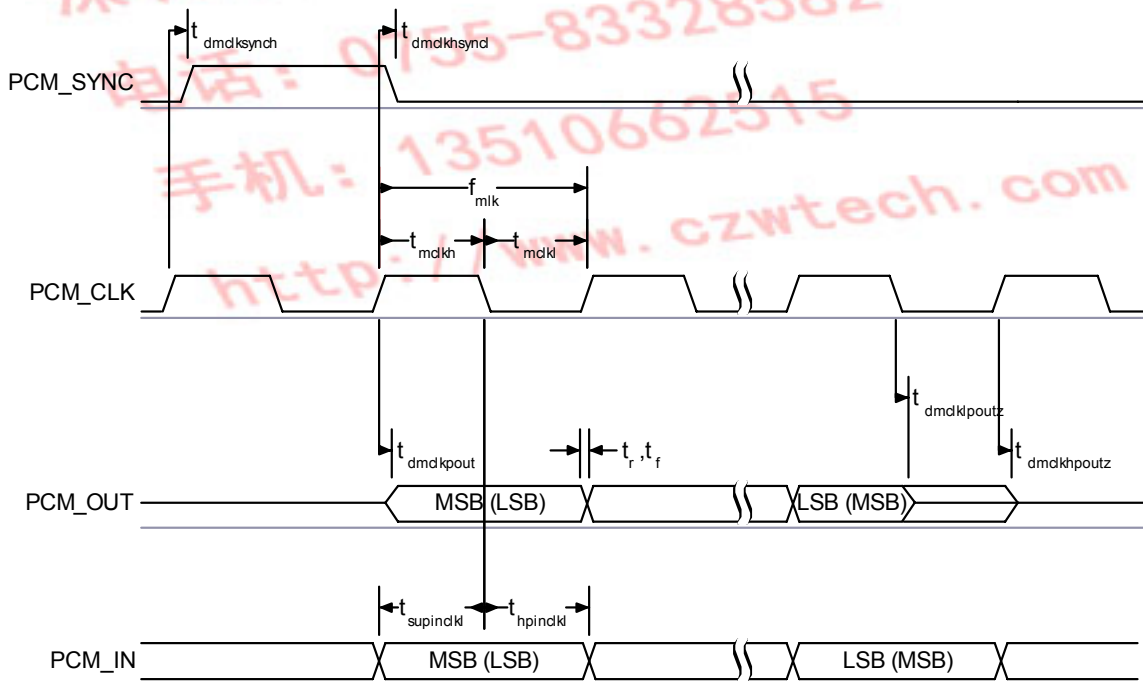 t dmclksynch
t dmclkhsyncl
电话：0755-83328582
PCM_SYNC
手机：13510662515
f mlk
http://www.czwtech.com
t mclkh
t mclkl
PCM_CLK
t dmclklpoutz
t dmclkpout
t r ,t f
t dmclkhpoutz
PCM_OUT
MSB (LSB)
LSB (MSB)
t supinclkl
t hpinclkl
PCM_IN
MSB (LSB)
LSB (MSB)